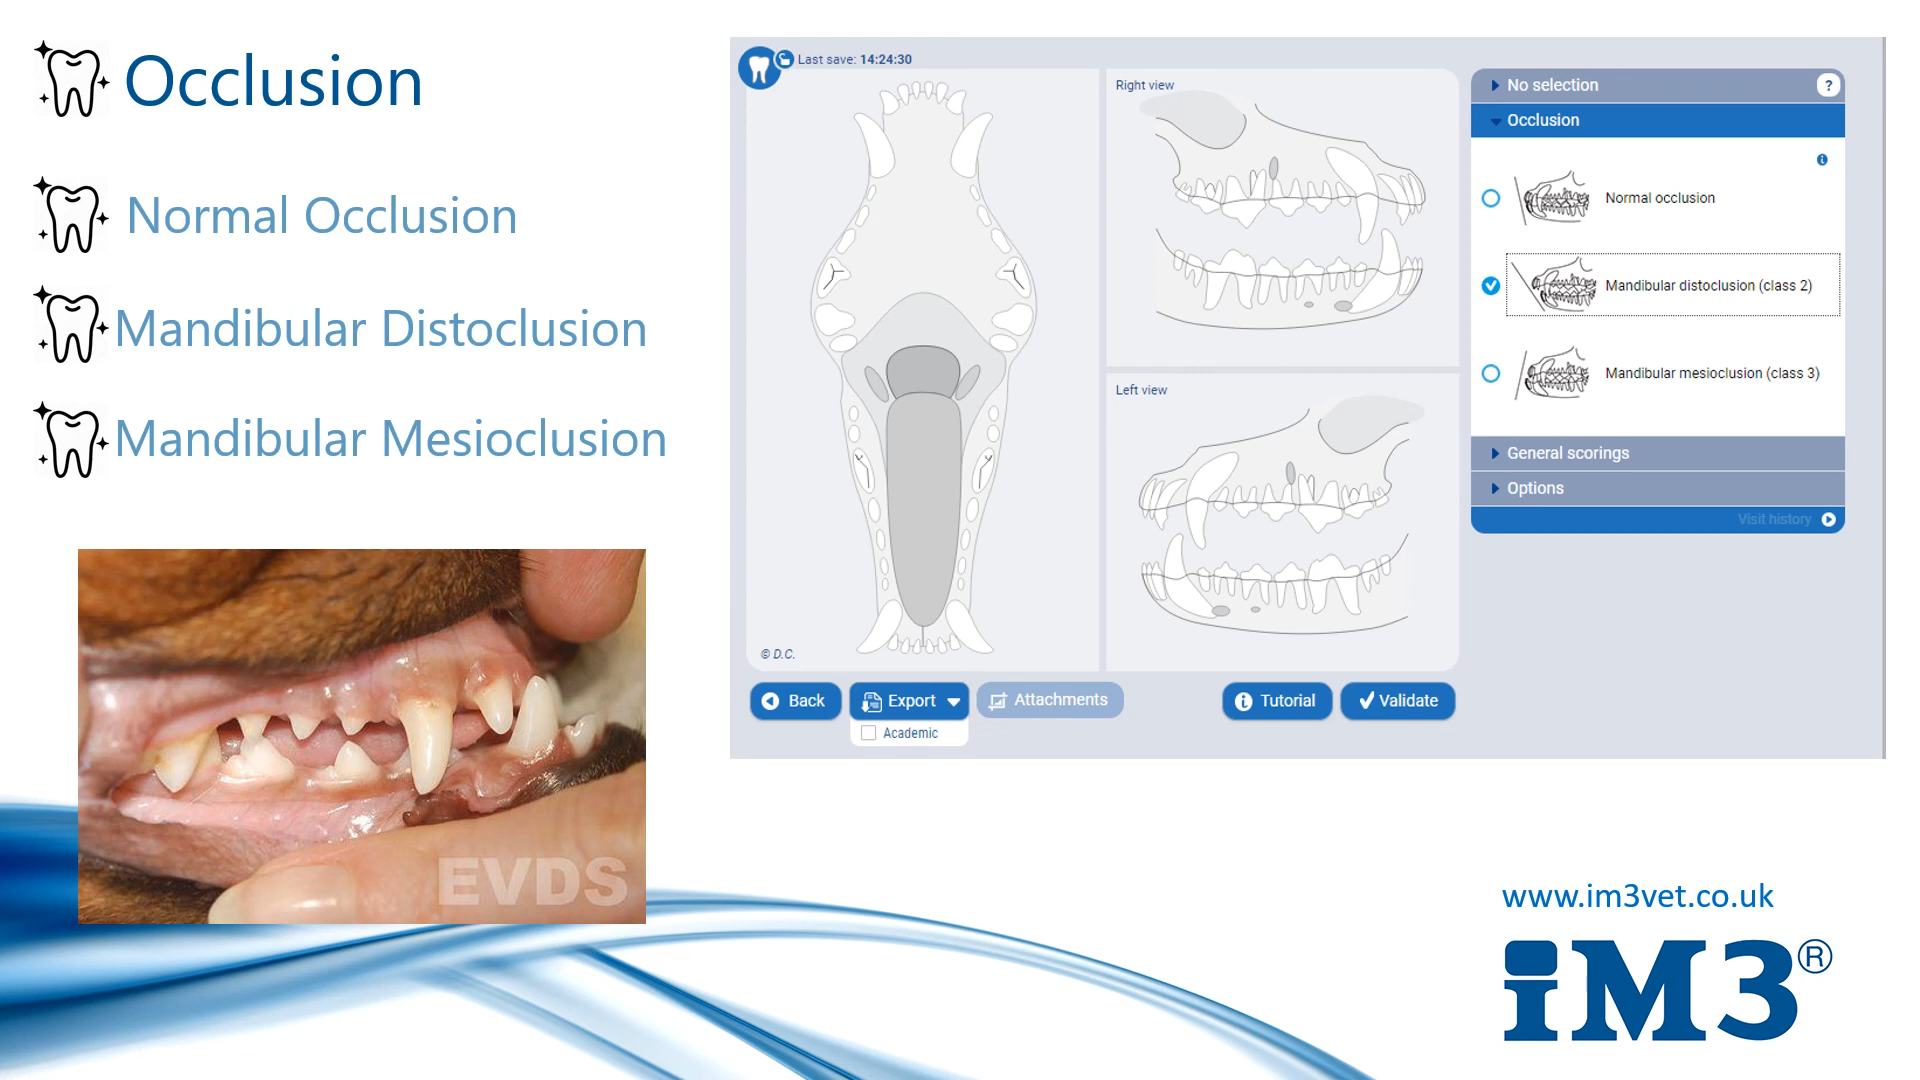 Occlusion
Normal Occlusion
Mandibular Distoclusion
Mandibular Mesioclusion
EVDS
Last save: 14:24:30
© D.C.
Right view
Left view
No selection
?
Occlusion
Normal occlusion
Mandibular distoclusion (class 2)
Mandibular mesioclusion (class 3)
General scorings
Options
Visit history
Back
Export
Attachments
Tutorial
Validate
Academic
www.im3vet.co.uk
iM3®